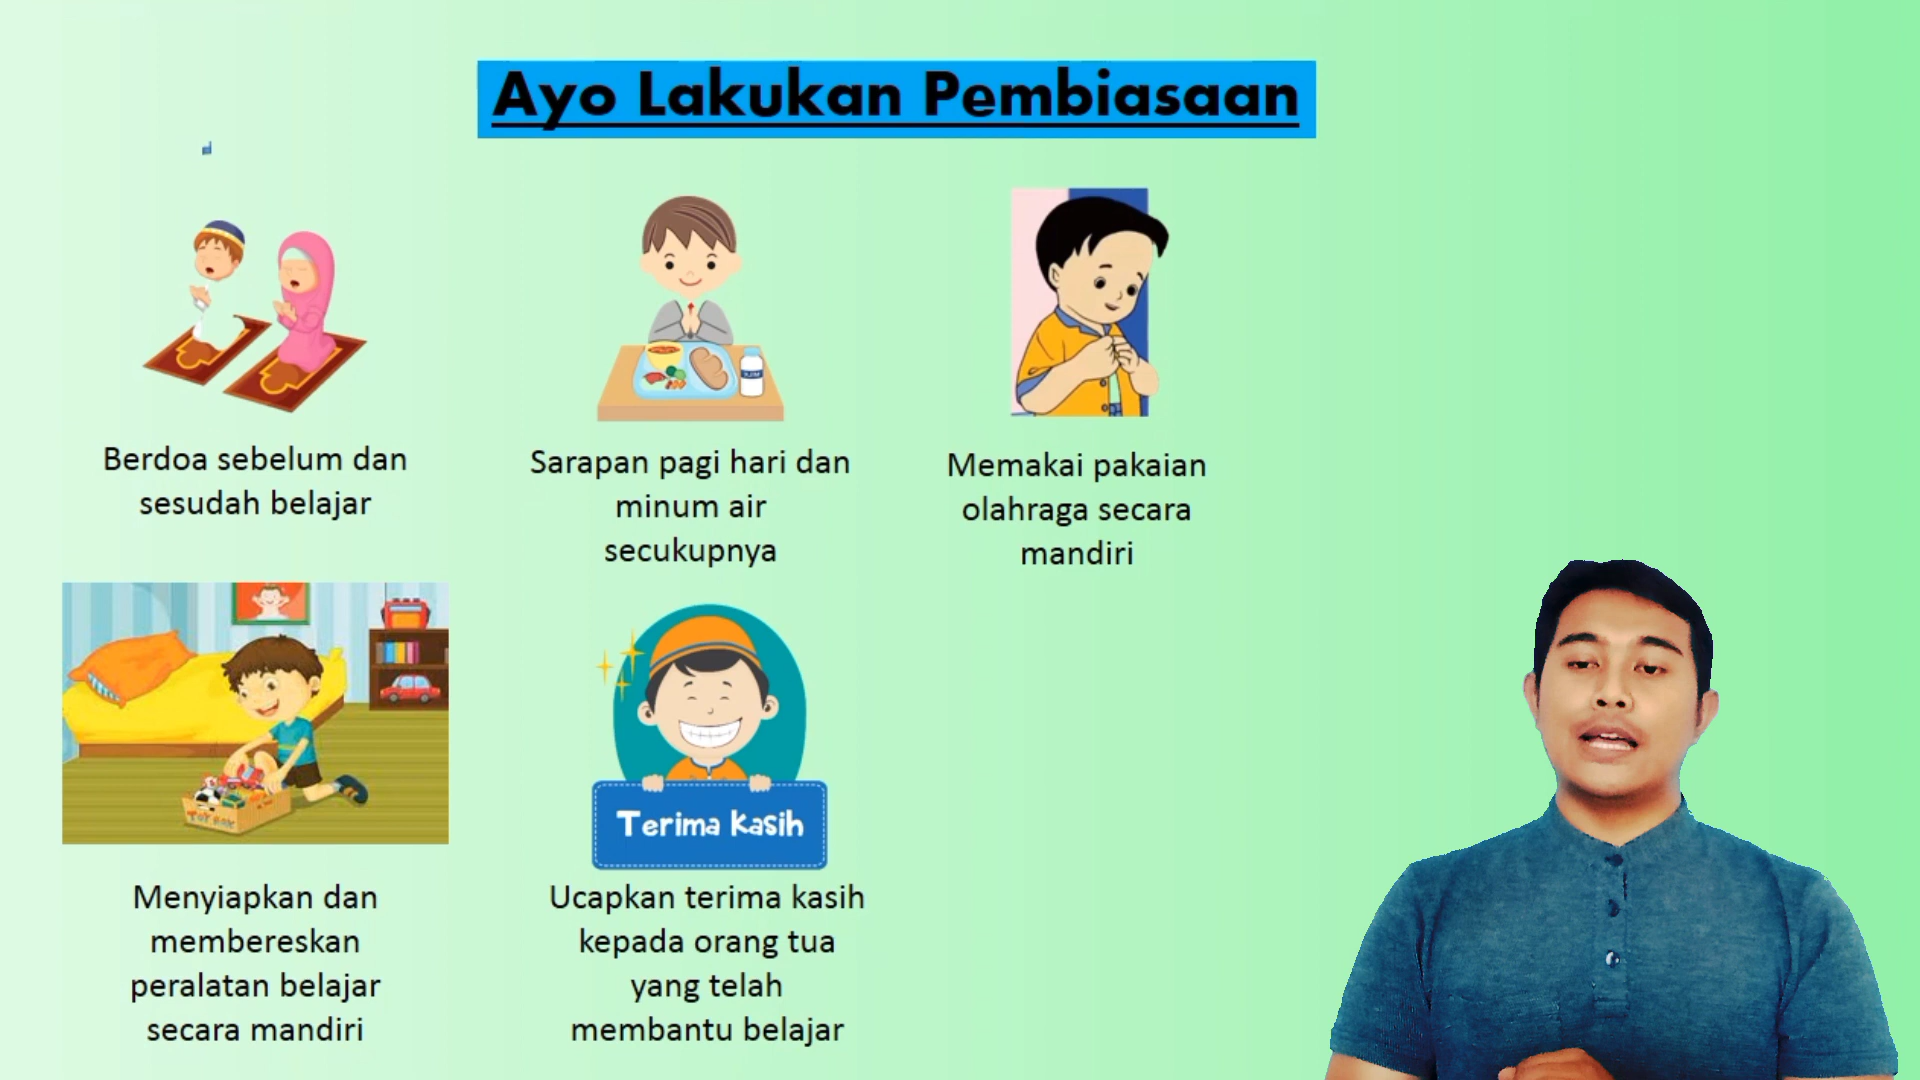 Ayo Lakukan Pembiasaan
Berdoa sebelum dan
sesudah belajar
Sarapan pagi hari dan
minum air
secukupnya
Memakai pakaian
olahraga secara
mandiri
Terima kasih
Menyiapkan dan
membereskan
peralatan belajar
secara mandiri
Ucapkan terima kasih
kepada orang tua
yang telah
membantu belajar